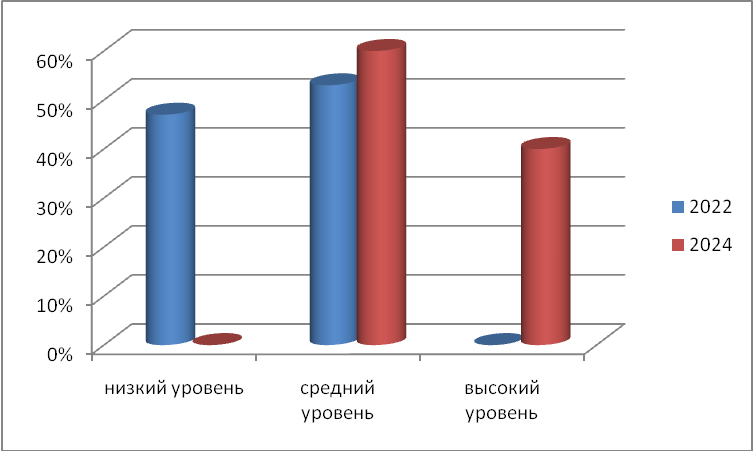 60%
50%
40%
30%
20%
10%
0%
низкий уровень
средний
уровень
высокий
уровень
2022
2024